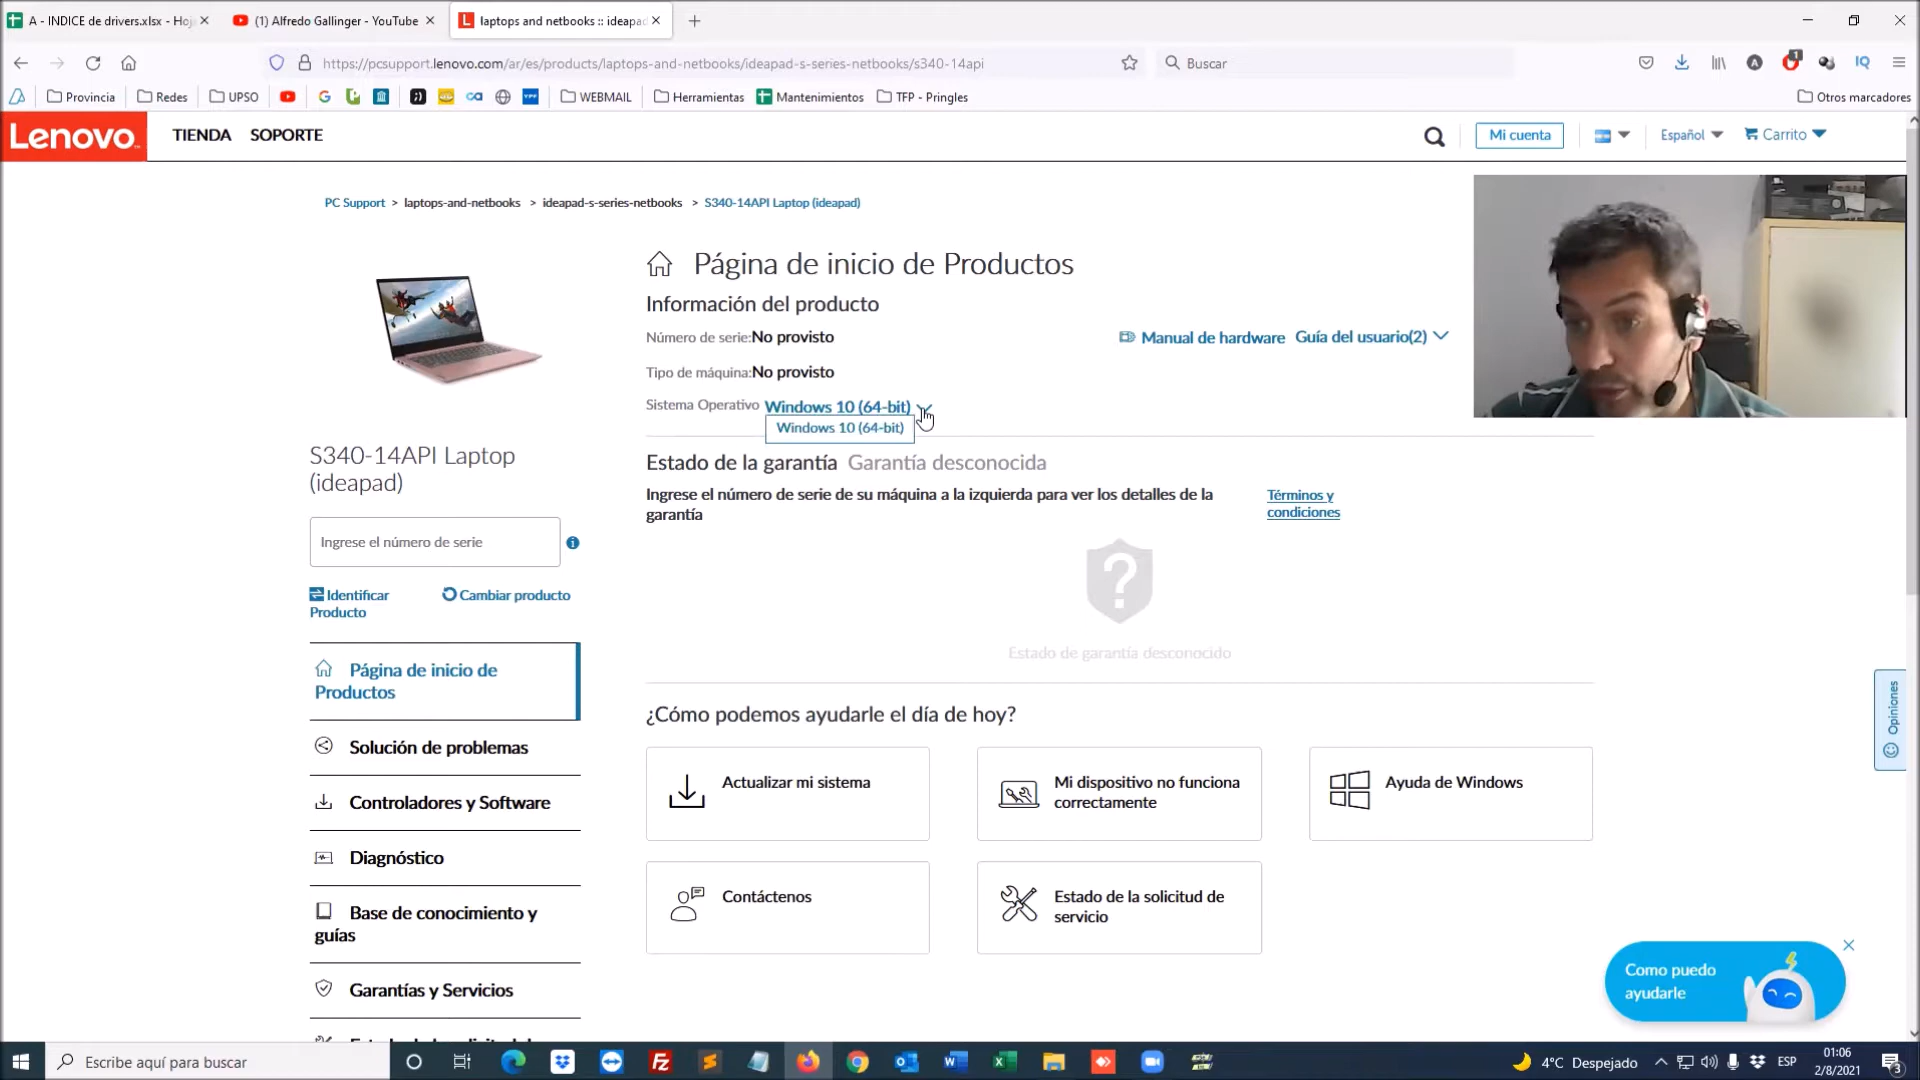 A - INDICE de drivers.xlsx - Hoj
(1) Alfredo Gallinger - YouTube
laptops and netbooks :: ideapad
https://pcsupport.lenovo.com/ar/es/products/laptops-and-netbooks/ideapad-s-series-netbooks/s340-14api
Buscar
1
IQ
Provincia
Redes
UPSO
WEBMAIL
Herramientas
Mantenimientos
TFP - Pringles
Otros marcadores
Lenovo
TIENDA
SOPORTE
Mi cuenta
Español
Carrito
PC Support > laptops-and-netbooks > ideapad-s-series-netbooks > S340-14API Laptop (ideapad)
Página de inicio de Productos
Información del producto
Número de serie:No provisto
Manual de hardware
Guía del usuario(2)
Tipo de máquina:No provisto
Sistema Operativo Windows 10 (64-bit)
Windows 10 (64-bit)
S340-14API Laptop
(ideapad)
Ingrese el número de serie
Identificar
Producto
Cambiar producto
Página de inicio de
Productos
Solución de problemas
Controladores y Software
Diagnóstico
Base de conocimiento y
guías
Garantías y Servicios
Estado de la garantía Garantía desconocida
Ingrese el número de serie de su máquina a la izquierda para ver los detalles de la
garantía
Términos y
condiciones
?
Estado de garantía desconocido
¿Cómo podemos ayudarle el día de hoy?
Actualizar mi sistema
Mi dispositivo no funciona
correctamente
Ayuda de Windows
Contáctenos
Estado de la solicitud de
servicio
Opiniones
Como puedo
ayudarle
Escribe aquí para buscar
4°C Despejado
ESP
01:06
2/8/2021
3